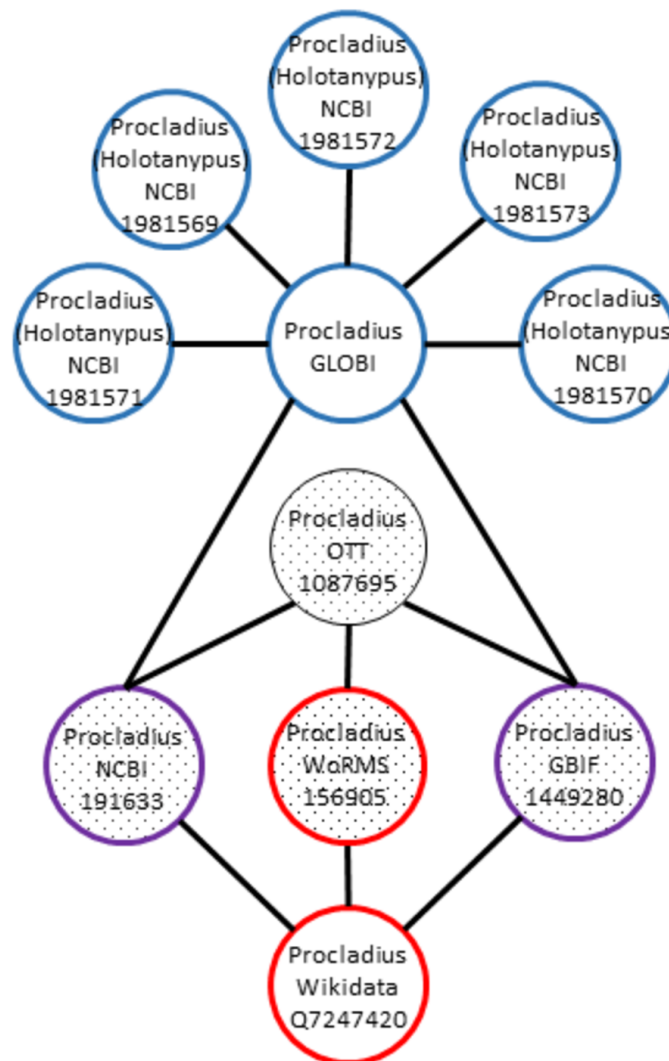 Procladius
(Holotanypus)
NCBI
1981572
Procladius
(Holotanypus)
NCBI
1981569
Procladius
(Holotanypus)
NCBI
1981573
Procladius
(Holotanypus)
NCBI
1981571
Procladius
GLOBI
Procladius
(Holotanypus)
NCBI
1981570
Procladius
OTT
1087695
Procladius
NCBI
191633
Procladius
WoRMS
156905
Procladius
GBIF
1449280
Procladius
Wikidata
Q7247420